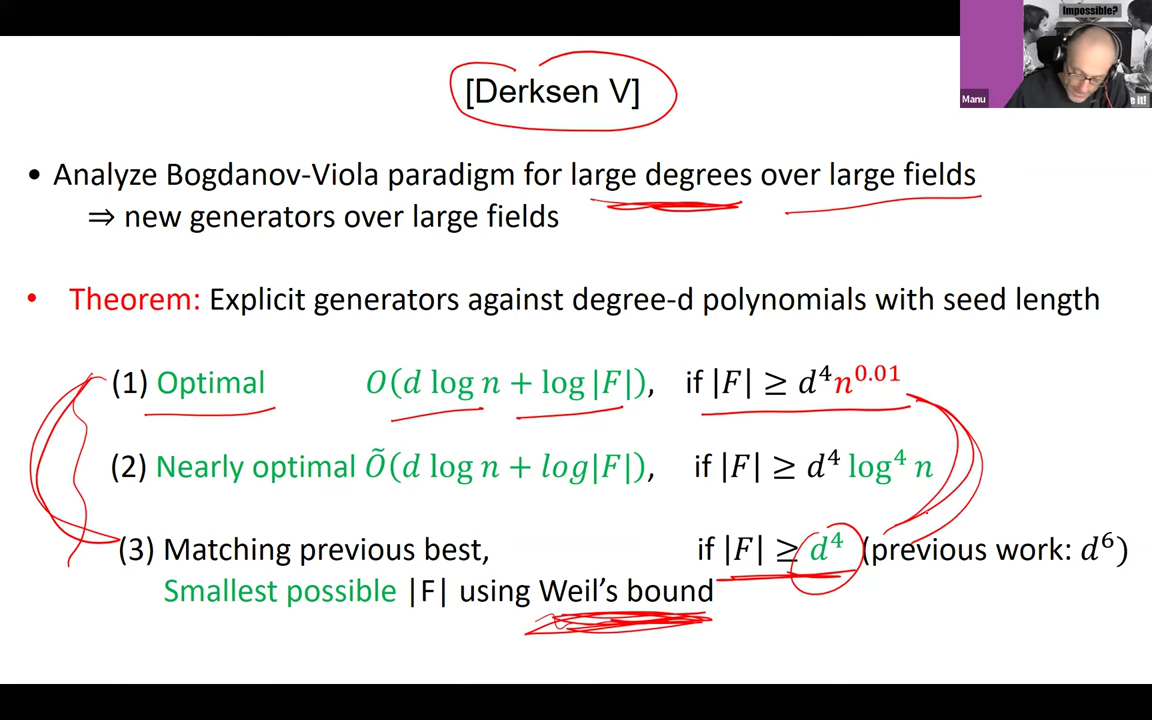 Impossible?
Manu
e it!
[Derksen V]
• Analyze Bogdanov-Viola paradigm for large degrees over large fields
⇒ new generators over large fields
• Theorem: Explicit generators against degree-d polynomials with seed length
(1) Optimal O(d log n + log|F|), if |F| ≥ d⁴n⁰·⁰¹
(2) Nearly optimal Õ(d log n + log|F|), if |F| ≥ d⁴ log⁴ n
(3) Matching previous best, if |F| ≥ d⁴ (previous work: d⁶)
Smallest possible |F| using Weil’s bound